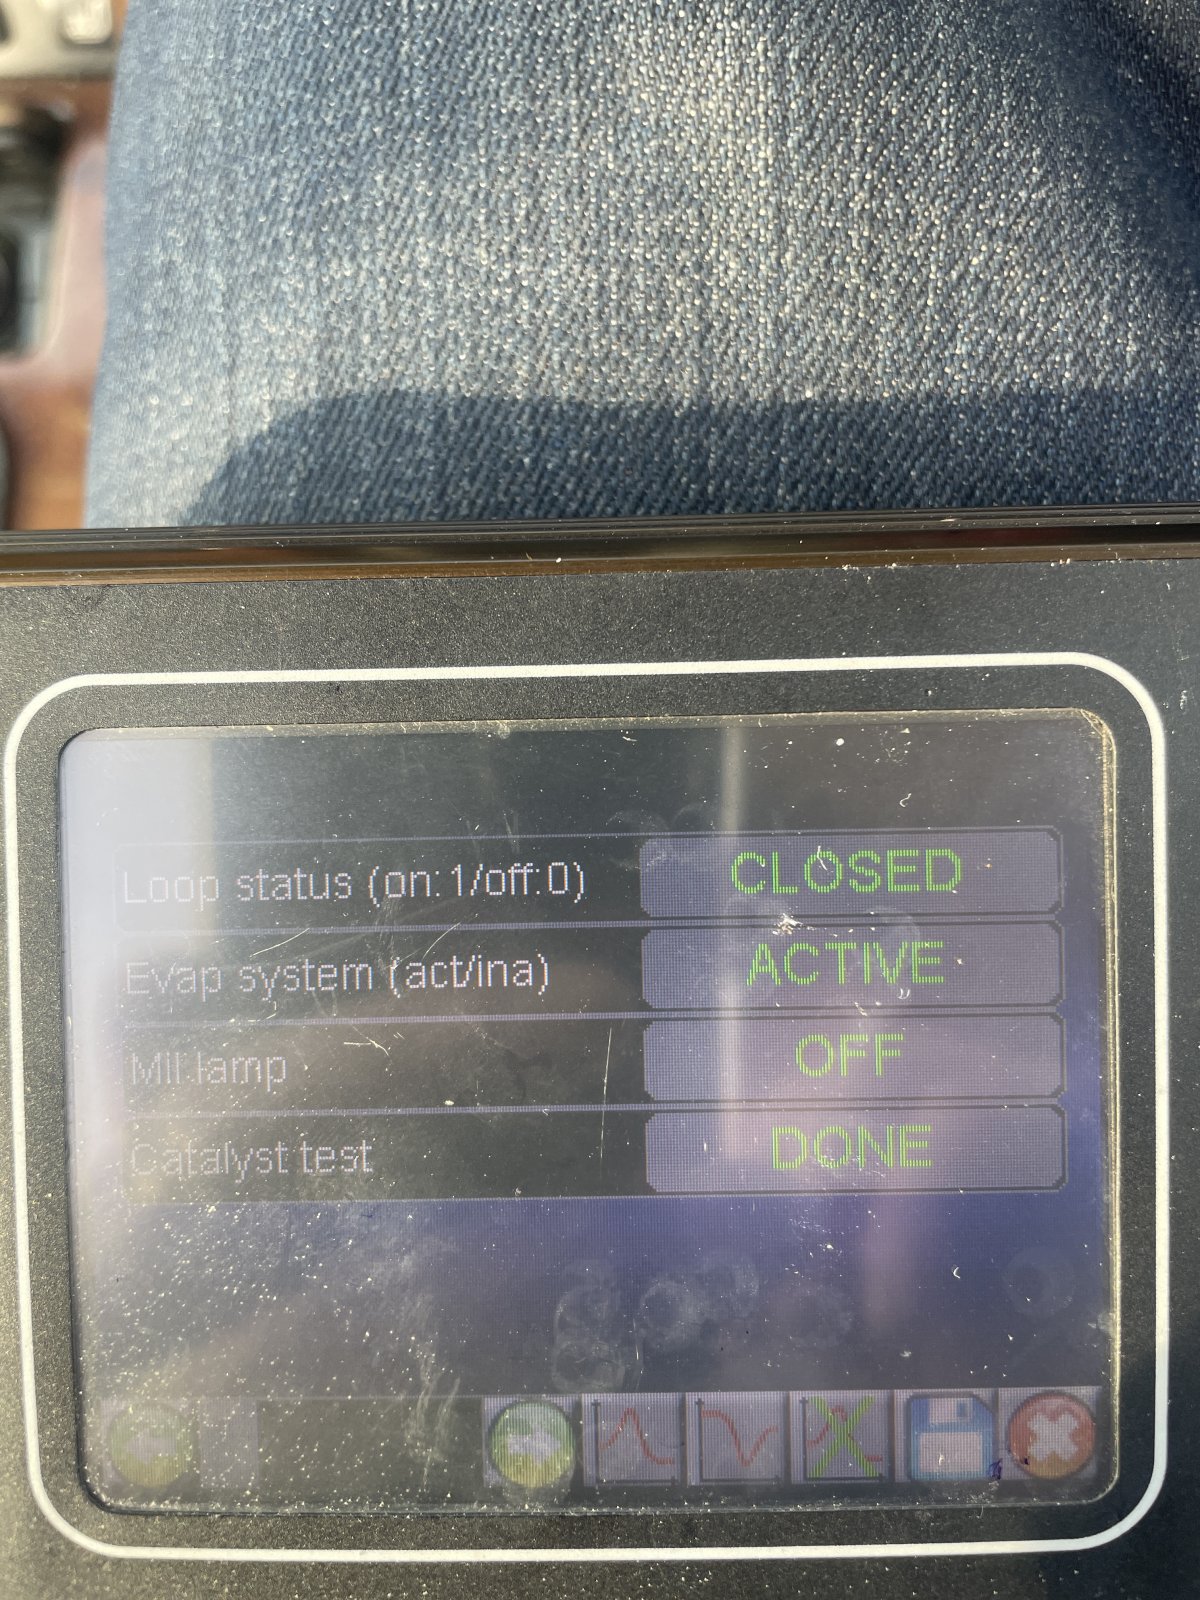 Loop status (on:1/off:0) CLOSED
Evap system (act/ina) ACTIVE
Mil lamp OFF
Catalyst test DONE